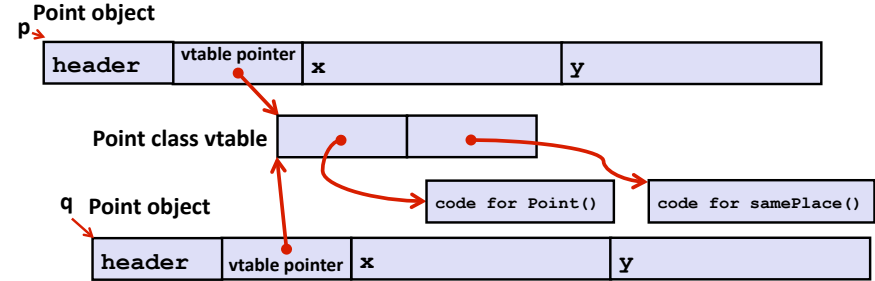 Point object
p
header vtable pointer x y
Point class vtable
code for Point() code for samePlace()
q Point object
header vtable pointer x y